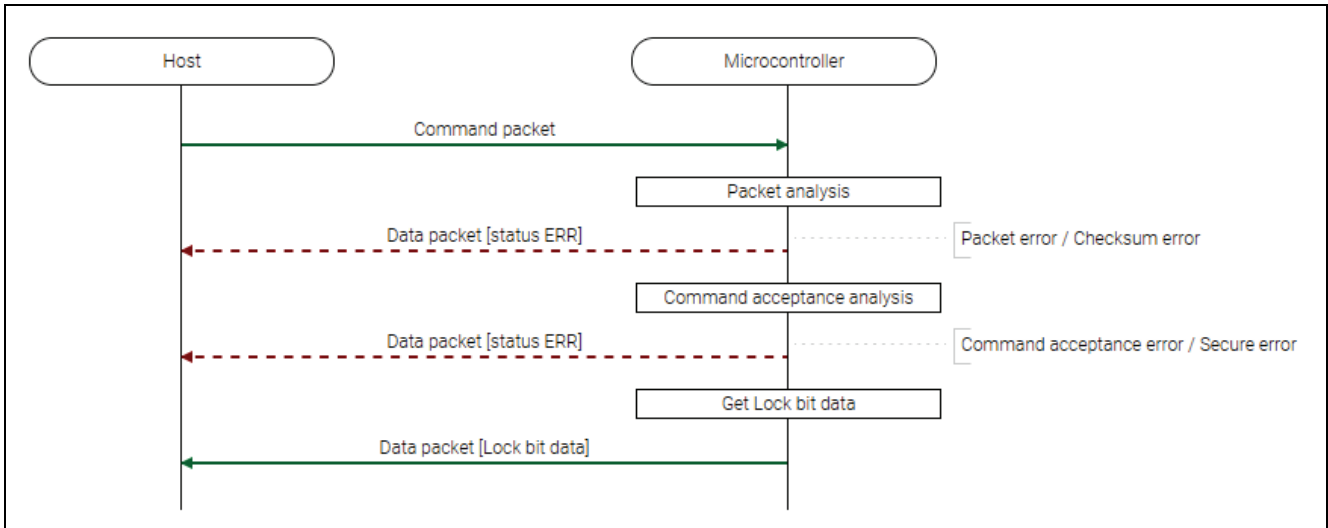 Host
Microcontroller
Command packet
Packet analysis
Data packet [status ERR]
Packet error / Checksum error
Command acceptance analysis
Data packet [status ERR]
Command acceptance error / Secure error
Get Lock bit data
Data packet [Lock bit data]